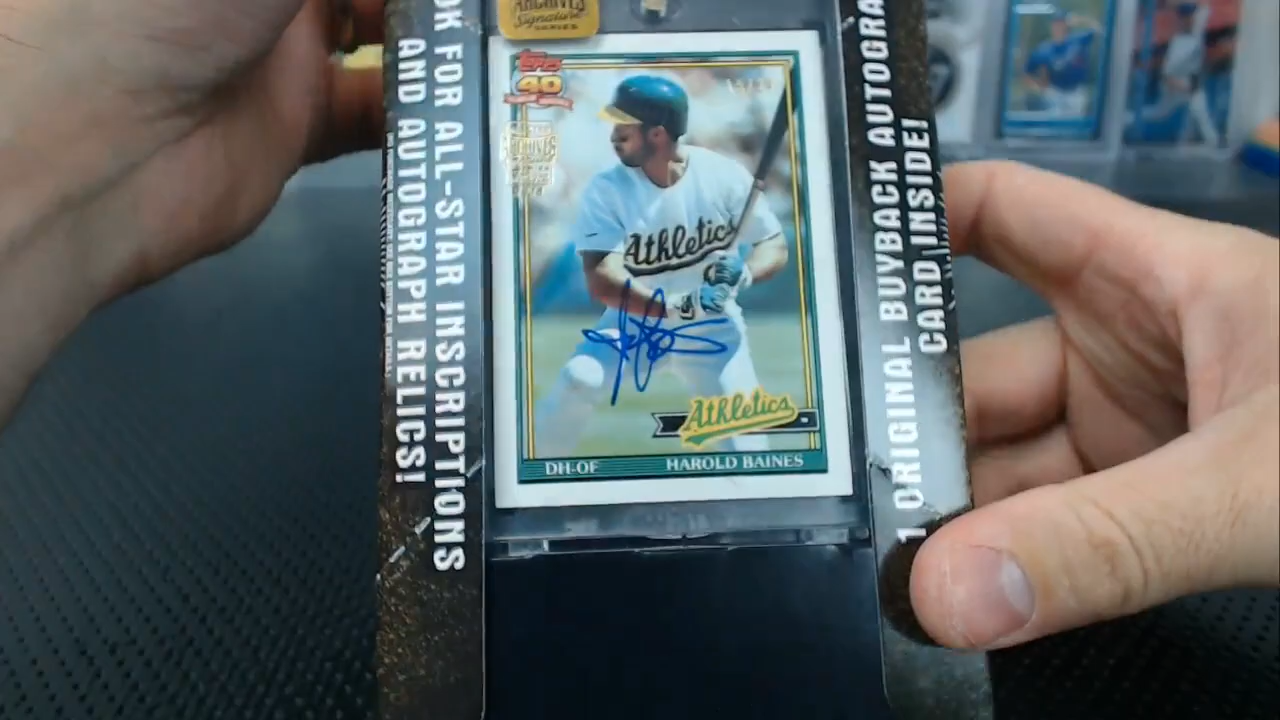 ARCHIVES
Signature
SERIES
OK FOR ALL-STAR INSCRIPTIONS
AND AUTOGRAPH RELICS!
Topps
40
ARCHIVES
Athletics
Athletics
DH-OF
HAROLD BAINES
1 ORIGINAL BUYBACK AUTOGRA
CARD INSIDE!